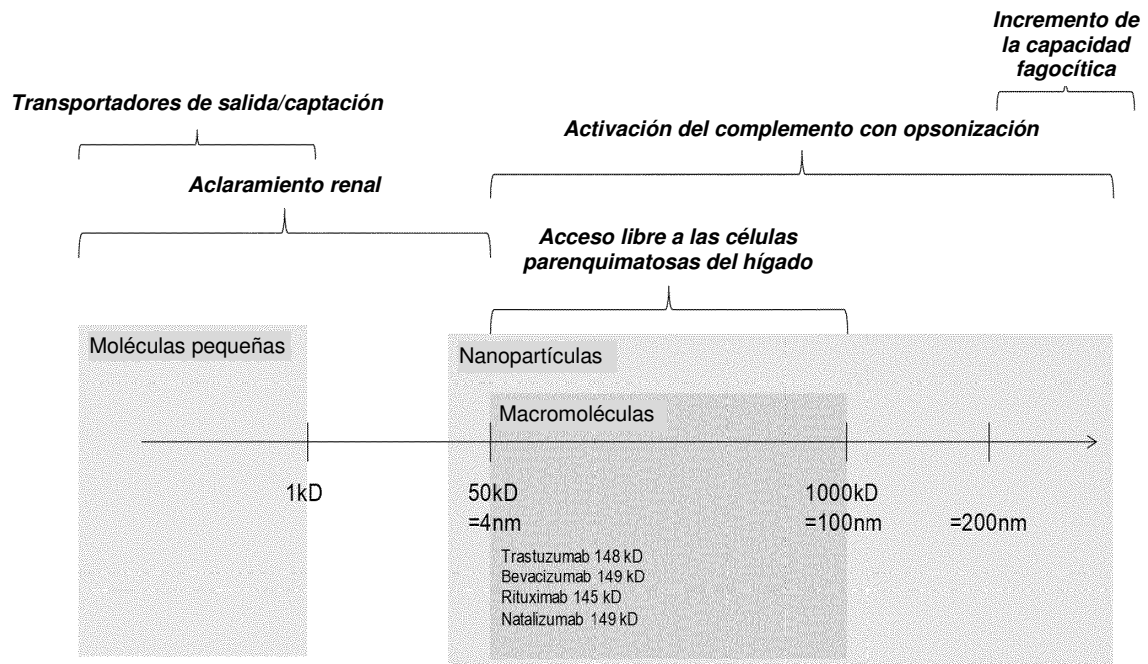 Incremento de
la capacidad
fagocítica
Transportadores de salida/captación
Activación del complemento con opsonización
Aclaramiento renal
Acceso libre a las células
parenquimatosas del hígado
Moléculas pequeñas
Nanopartículas
Macromoléculas
1kD
50kD
=4nm
1000kD
=100nm
=200nm
Trastuzumab 148 kD
Bevacizumab 149 kD
Rituximab 145 kD
Natalizumab 149 kD